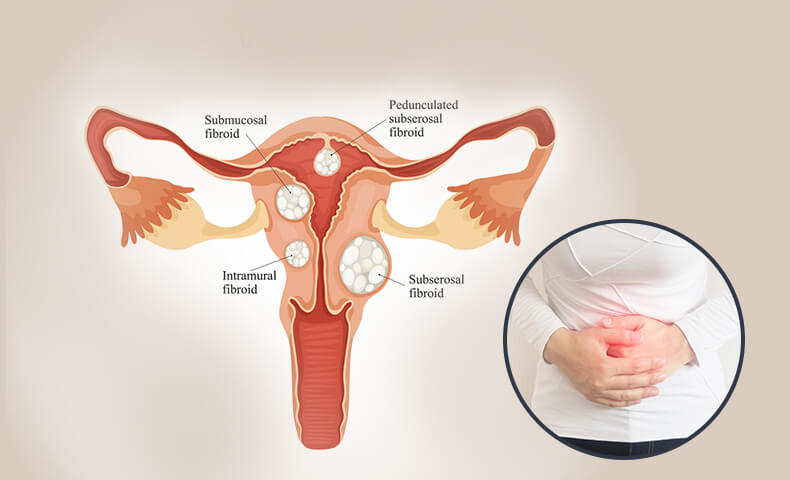 Submucosal
fibroid
Pedunculated
subserosal
fibroid
Intramural
fibroid
Subserosal
fibroid